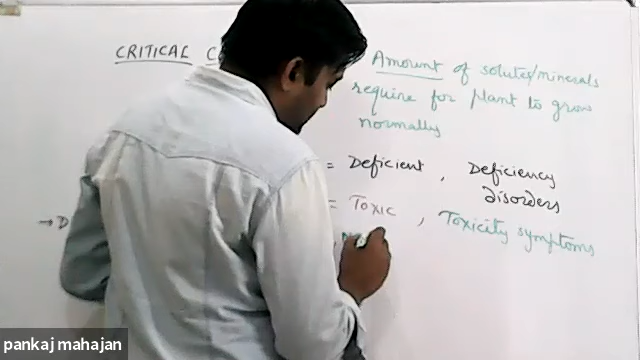 CRITICAL C
Amount of solutes/minerals
require for plant to grow
normally
= Deficient , Deficiency
disorders
= Toxic , Toxicity symptoms
→ D
pankaj mahajan